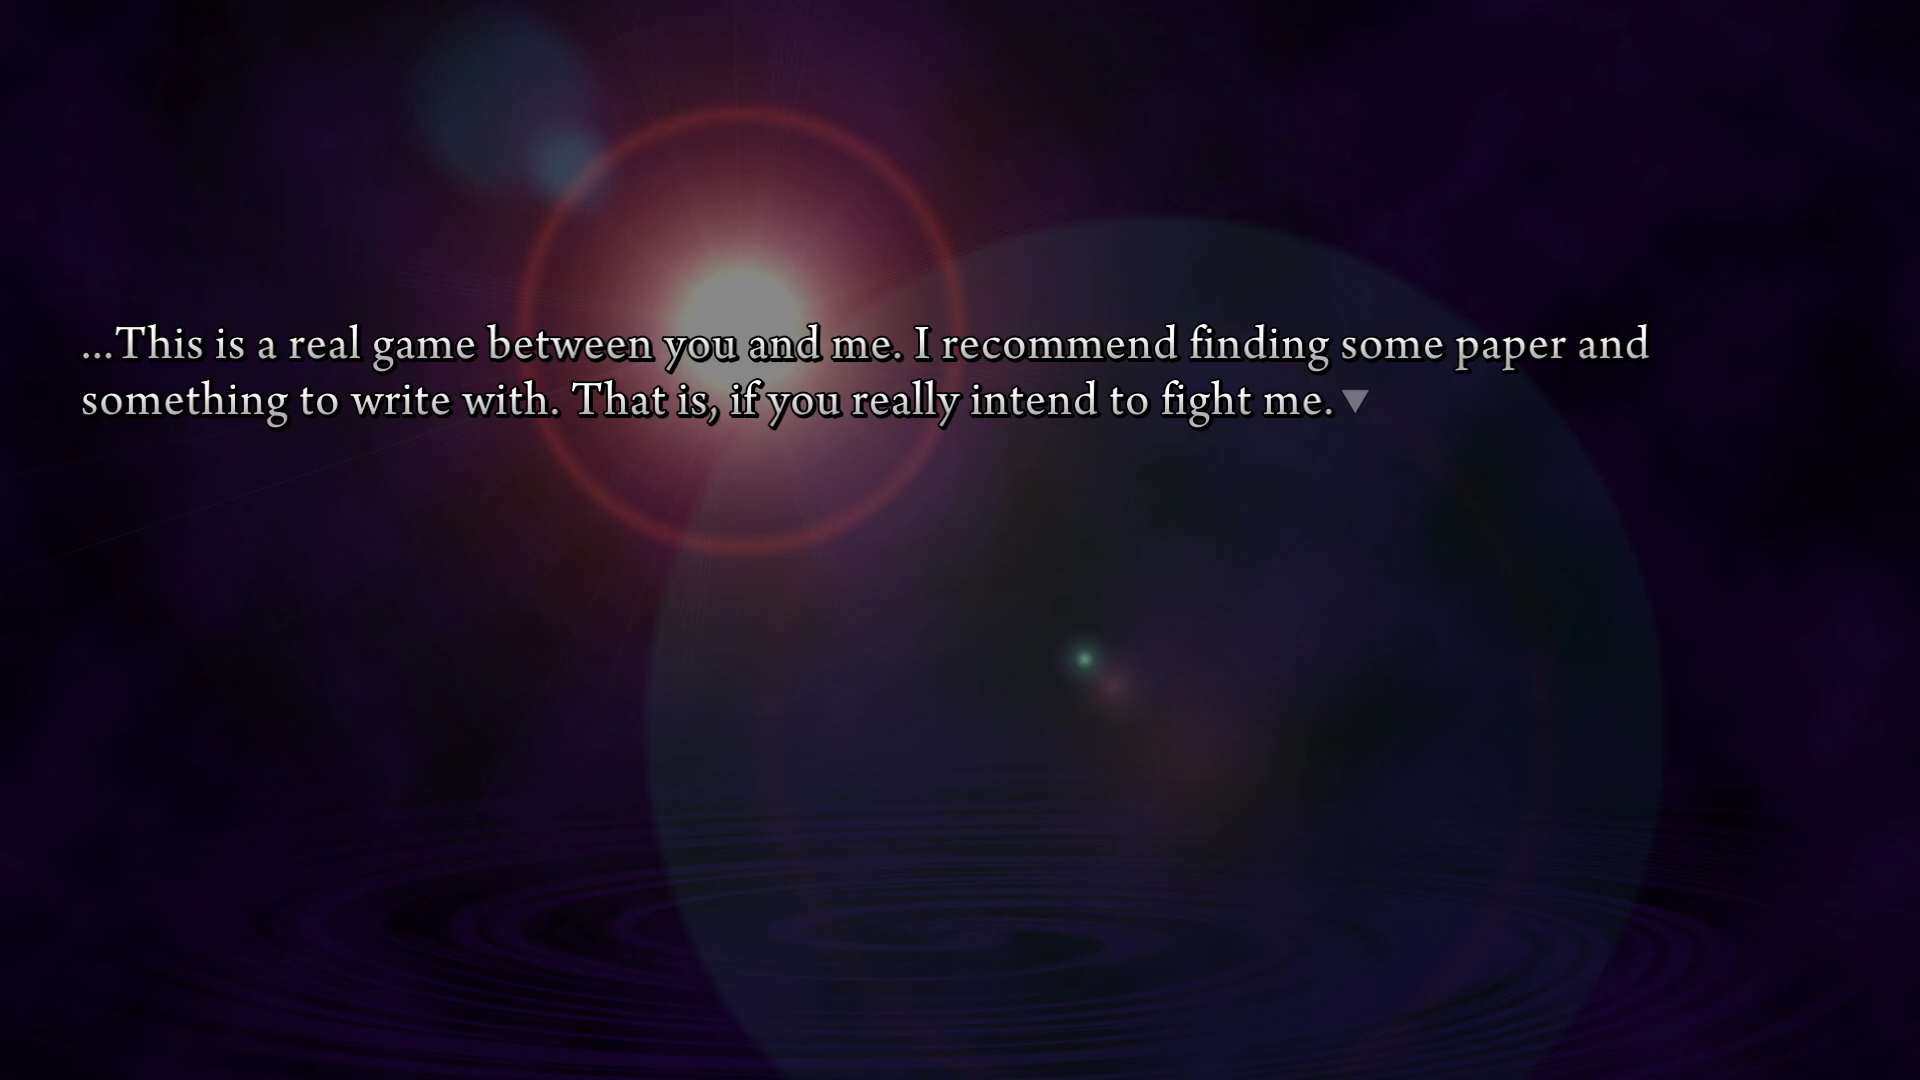 ...This is a real game between you and me. I recommend finding some paper and
something to write with. That is, if you really intend to fight me.